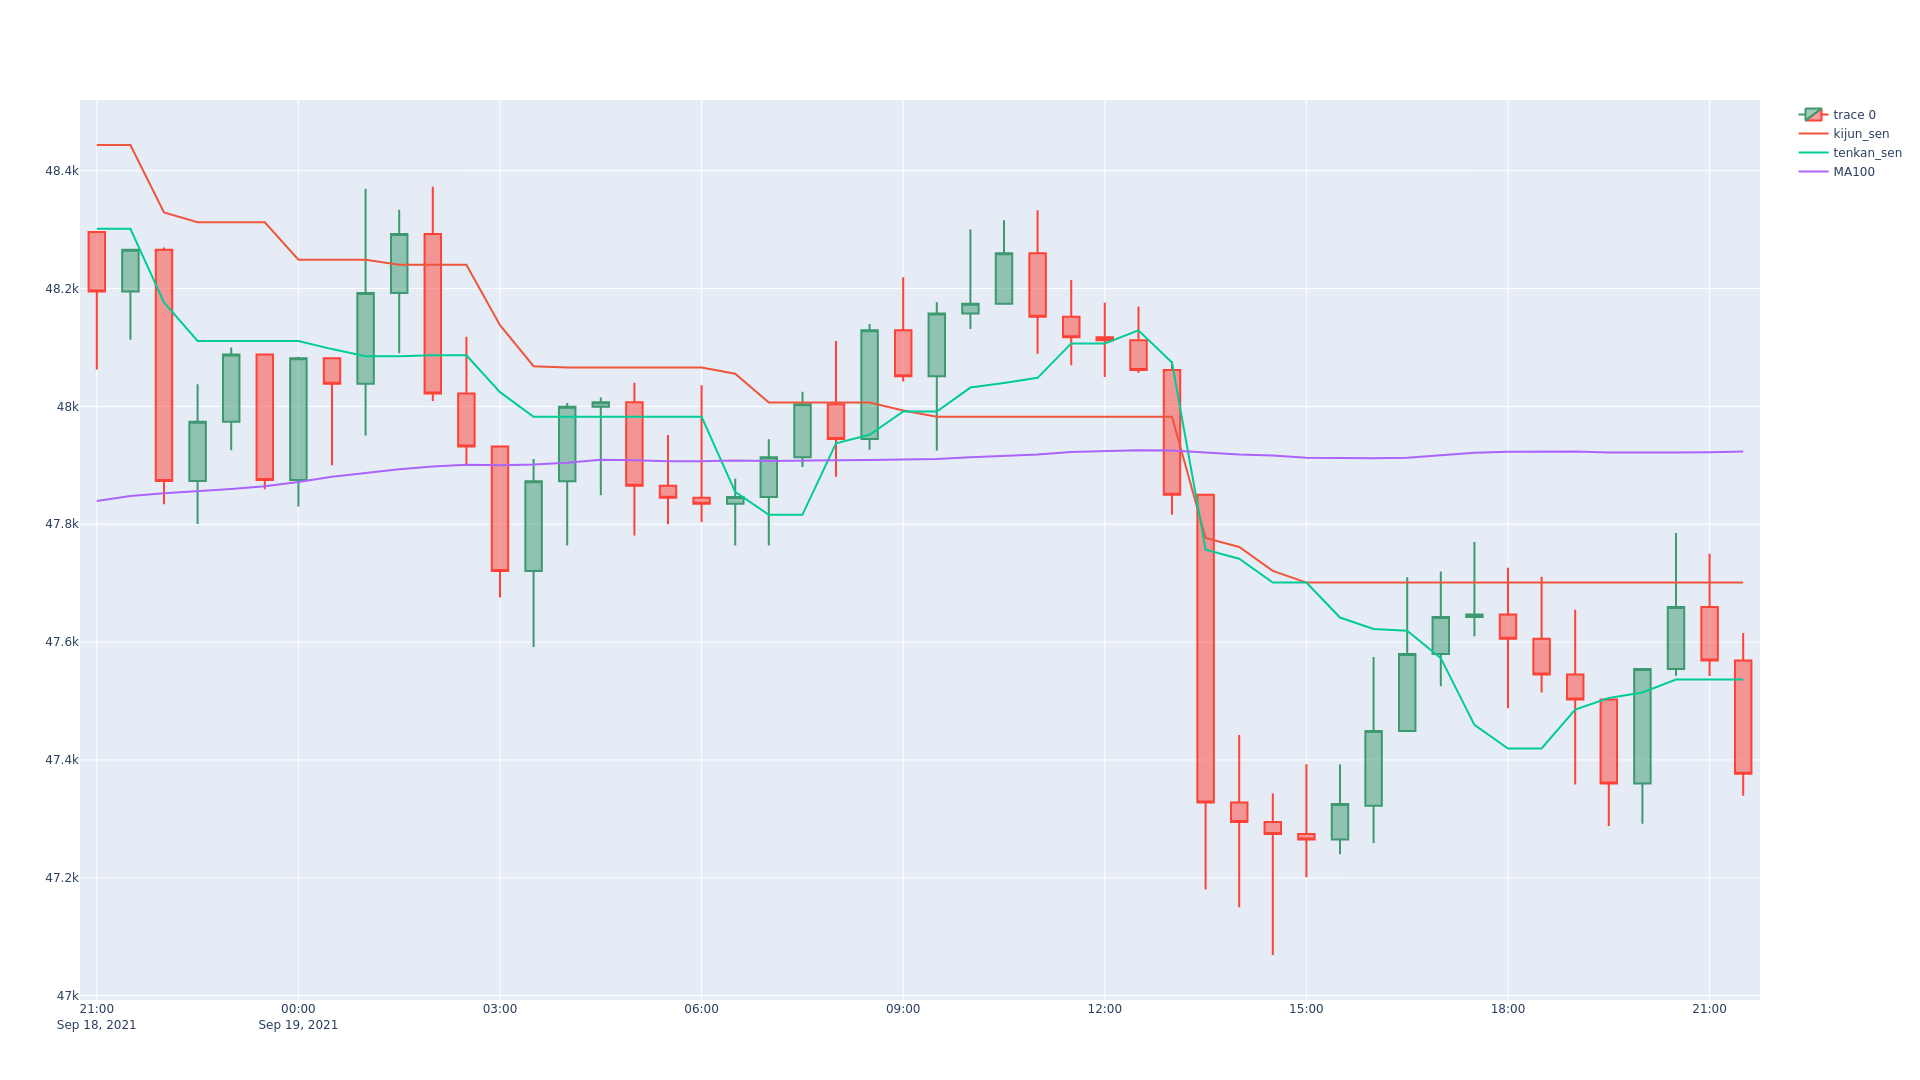 trace 0
kijun_sen
tenkan_sen
MA100
48.4k
48.2k
48k
47.8k
47.6k
47.4k
47.2k
47k
21:00 00:00 03:00 06:00 09:00 12:00 15:00 18:00 21:00
Sep 18, 2021 Sep 19, 2021